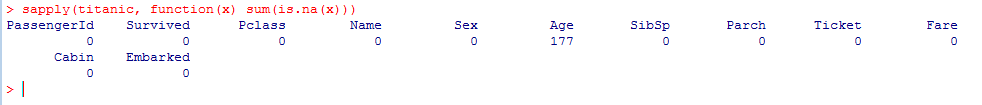 > sapply(titanic, function(x) sum(is.na(x)))
PassengerId Survived Pclass Name Sex Age SibSp Parch Ticket Fare
0 0 0 0 0 177 0 0 0 0
Cabin Embarked
0 0
>